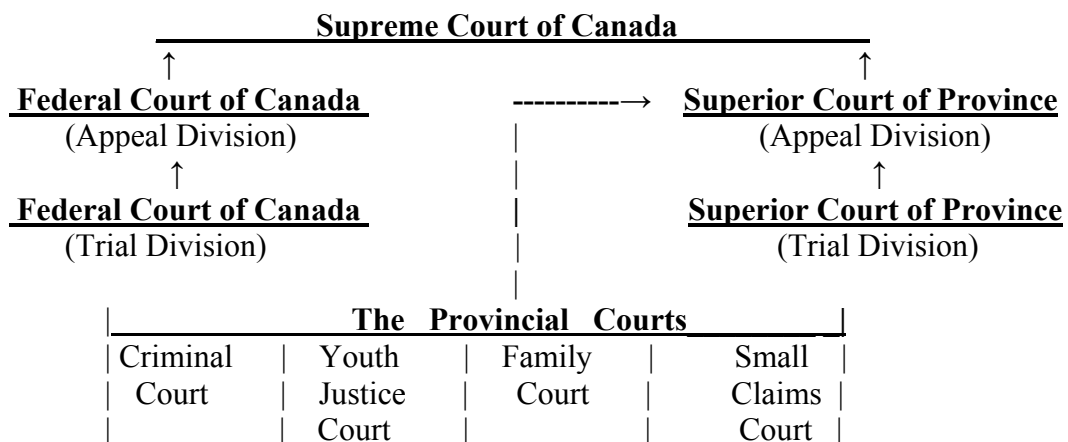 Supreme Court of Canada
↑ ↑
Federal Court of Canada ----------→ Superior Court of Province
(Appeal Division) | (Appeal Division)
↑ | ↑
Federal Court of Canada | Superior Court of Province
(Trial Division) | (Trial Division)
|
| The Provincial Courts |
| Criminal | Youth | Family | Small |
| Court | Justice | Court | Claims |
| | Court | | Court |